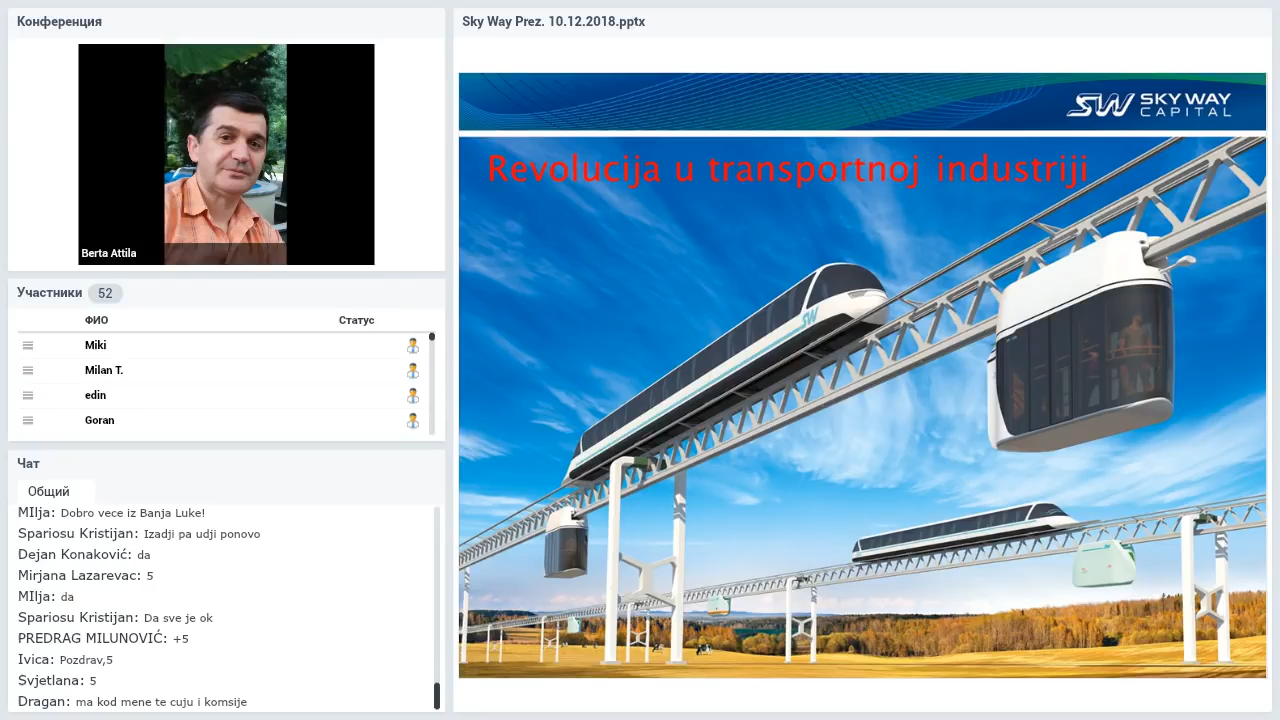 Конференция
Berta Attila
Участники 52
ФИО Статус
Miki
Milan T.
edin
Goran
Чат
Общий
MIlja: Dobro vece iz Banja Luke!
Spariosu Kristijan: Izadji pa udji ponovo
Dejan Konaković: da
Mirjana Lazarevac: 5
MIlja: da
Spariosu Kristijan: Da sve je ok
PREDRAG MILUNOVIĆ: +5
Ivica: Pozdrav,5
Svjetlana: 5
Dragan: ma kod mene te cuju i komsije
Sky Way Prez. 10.12.2018.pptx
SW SKY WAY
CAPITAL
Revolucija u transportnoj industriji
SW